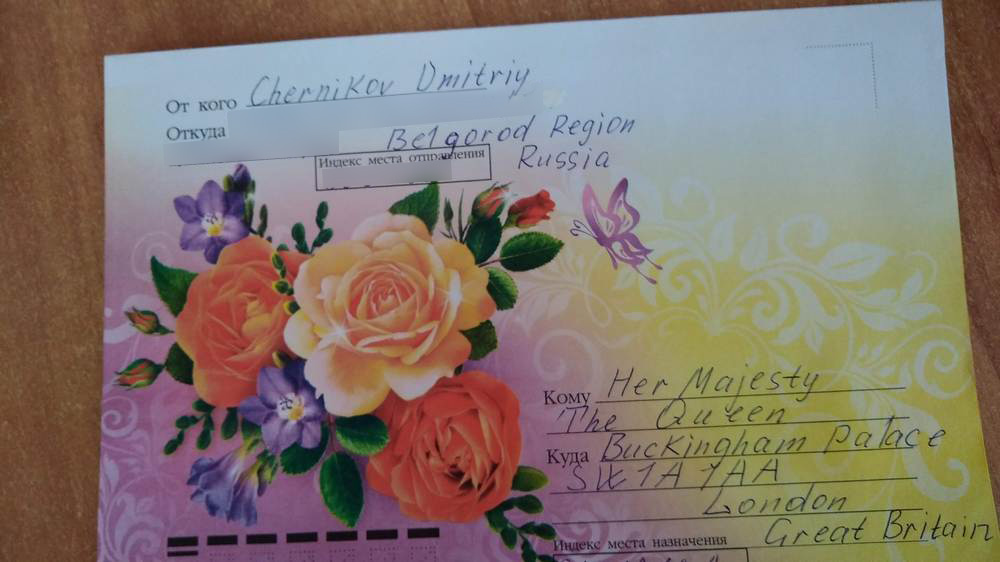 От кого Chernikov Dmitriy
Откуда
Belgorod Region
Индекс места отправления
Russia
Кому Her Majesty
The Queen
Куда Buckingham Palace
SW1A 1AA
London
Great Britain
Индекс места назначения